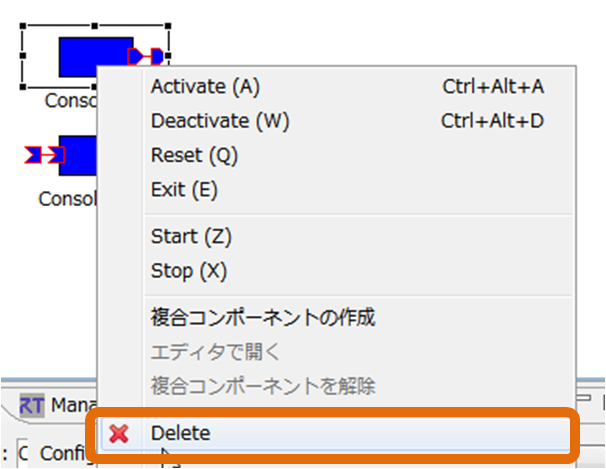 Activate (A) Ctrl+Alt+A
Conso
Deactivate (W) Ctrl+Alt+D
Reset (Q)
Exit (E)
Consol
Start (Z)
Stop (X)
複合コンポーネントの作成
エディタで開く
複合コンポーネントを解除
RT Mana
Delete
: C Config